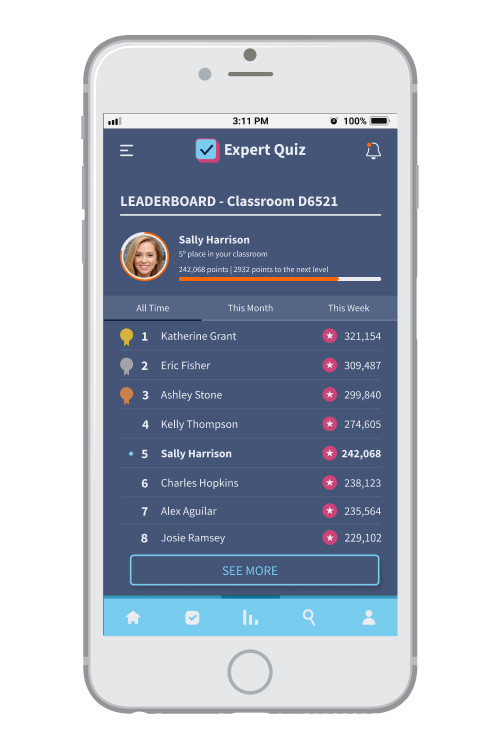 3:11 PM 100%
Expert Quiz
LEADERBOARD - Classroom D6521
Sally Harrison
5º place in your classroom
242,068 points | 2932 points to the next level
All Time This Month This Week
1 Katherine Grant 321,154
2 Eric Fisher 309,487
3 Ashley Stone 299,840
4 Kelly Thompson 274,605
5 Sally Harrison 242,068
6 Charles Hopkins 238,123
7 Alex Aguilar 235,564
8 Josie Ramsey 229,102
SEE MORE